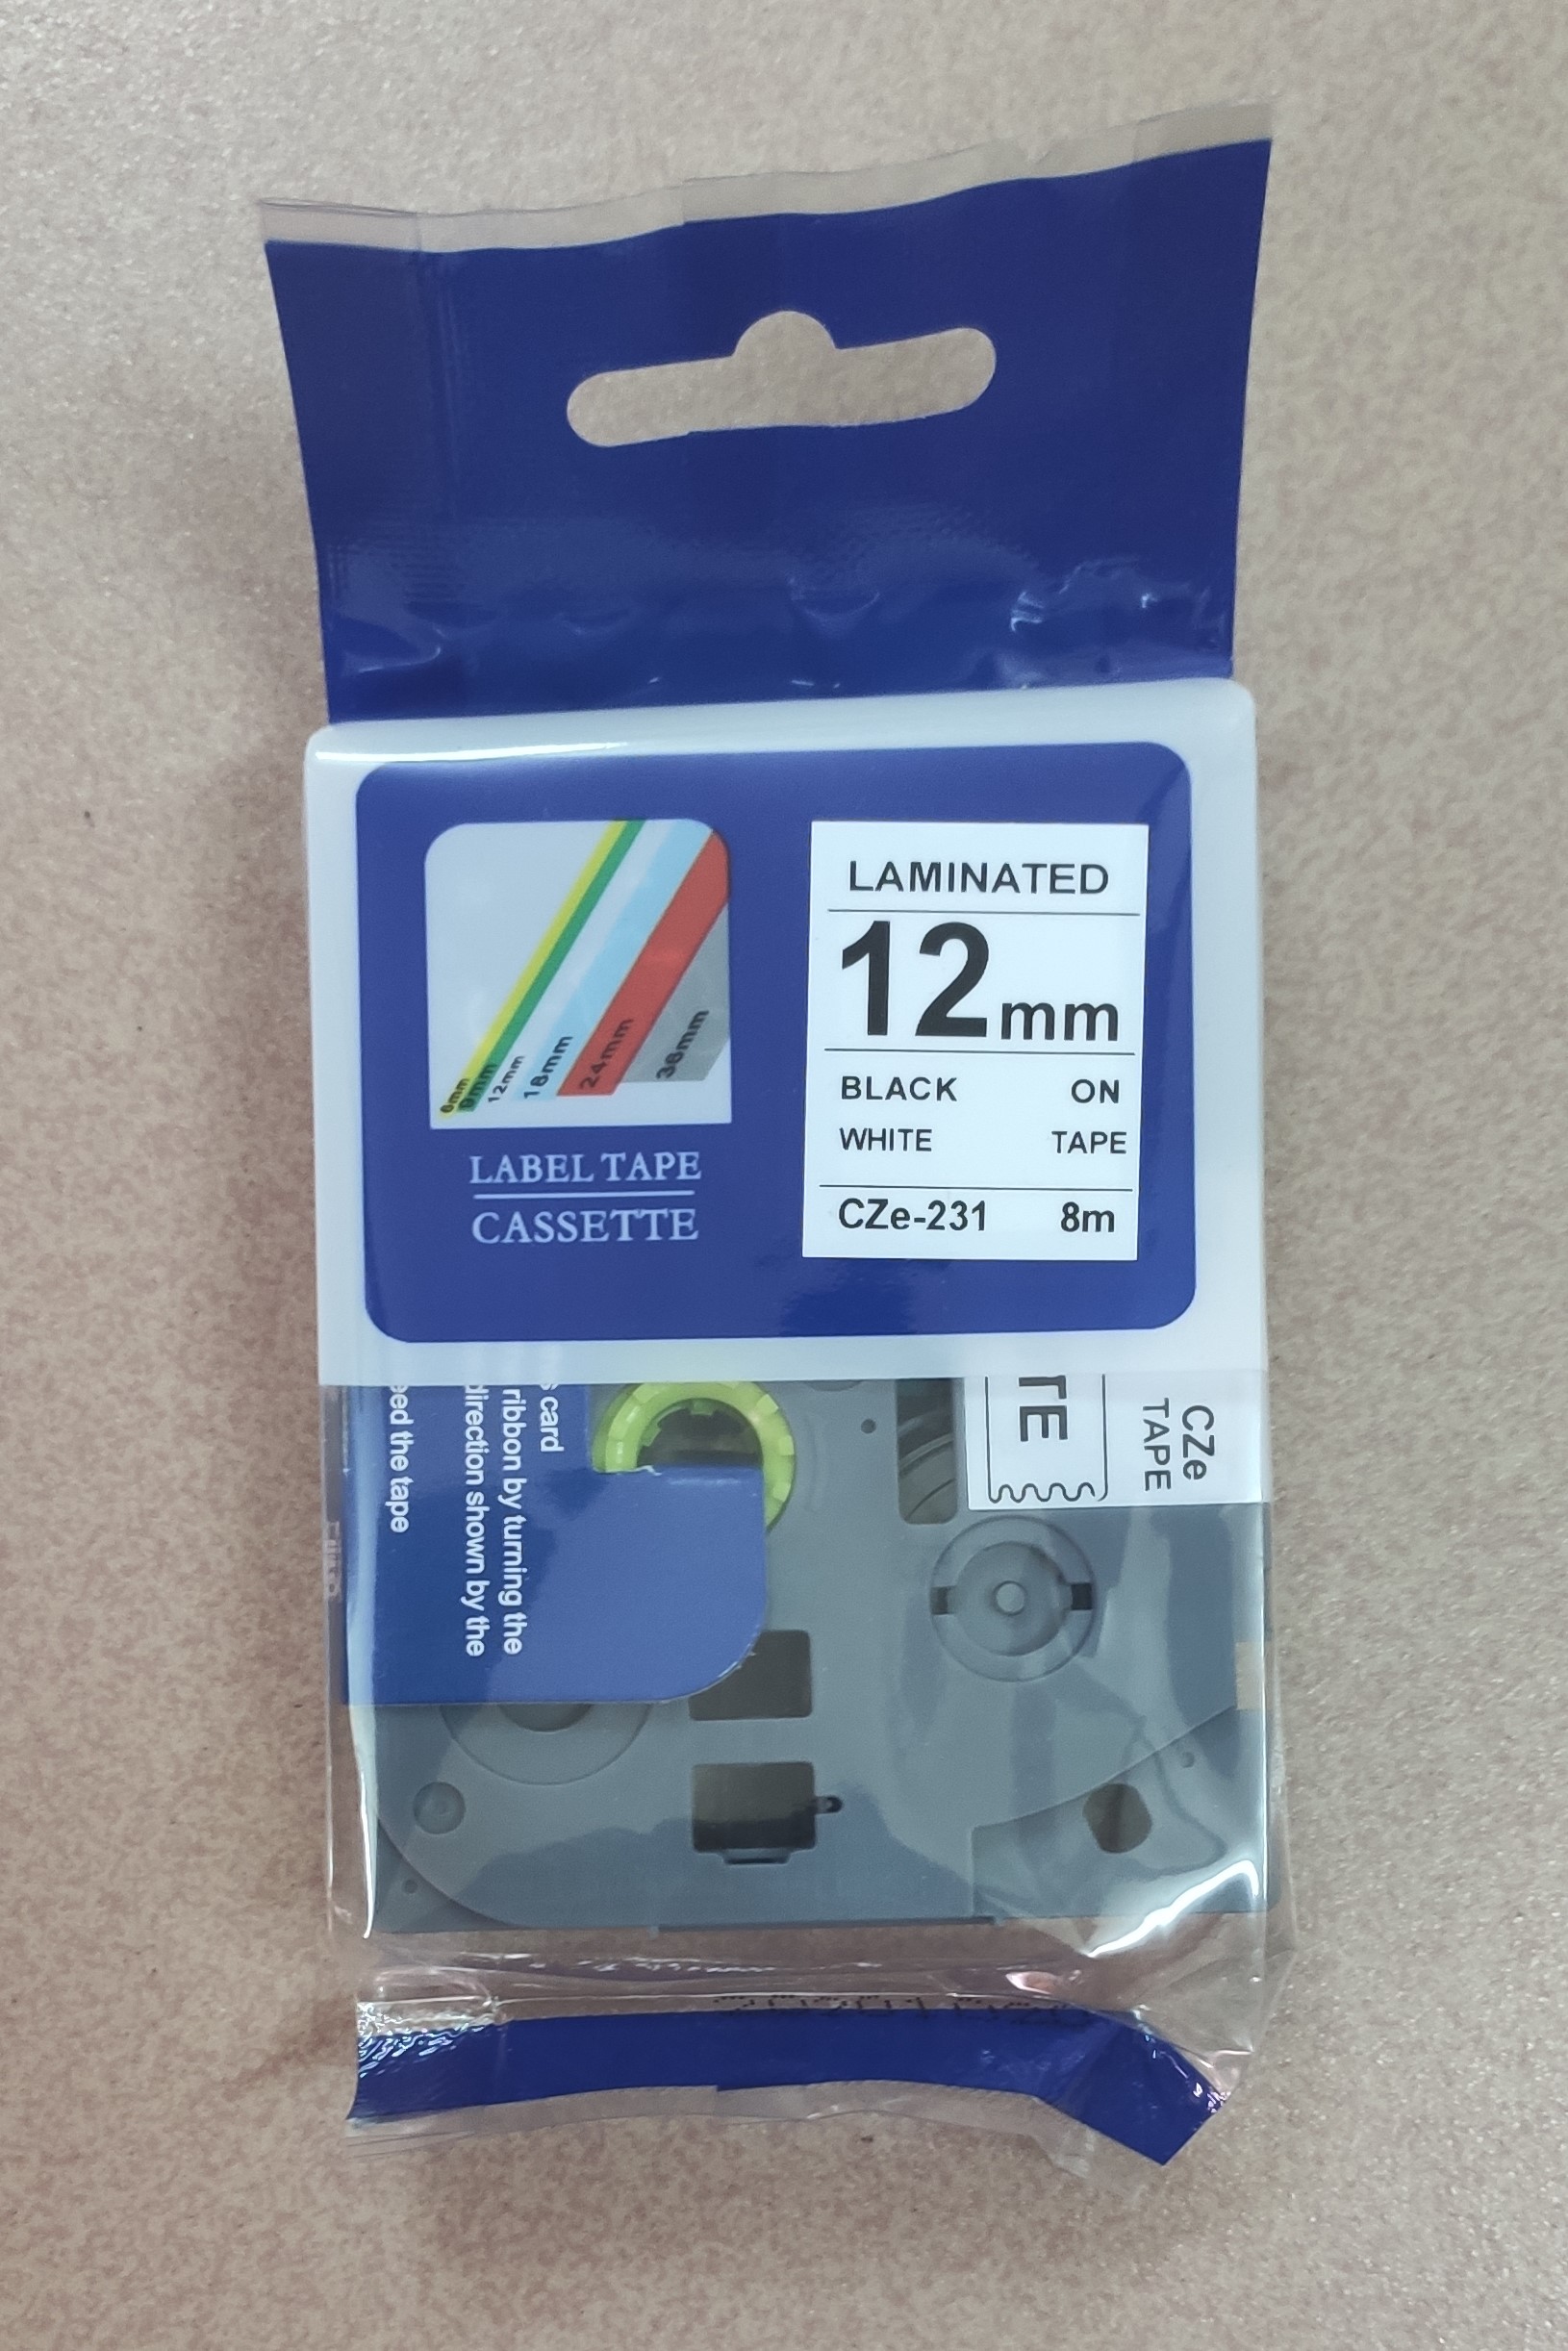 6mm
9mm
12mm
18mm
24mm
36mm
LABEL TAPE
CASSETTE
LAMINATED
12mm
BLACK ON
WHITE TAPE
CZe-231 8m
card
ribbon by turning the
direction shown by the
the tape
TE
CZe
TAPE